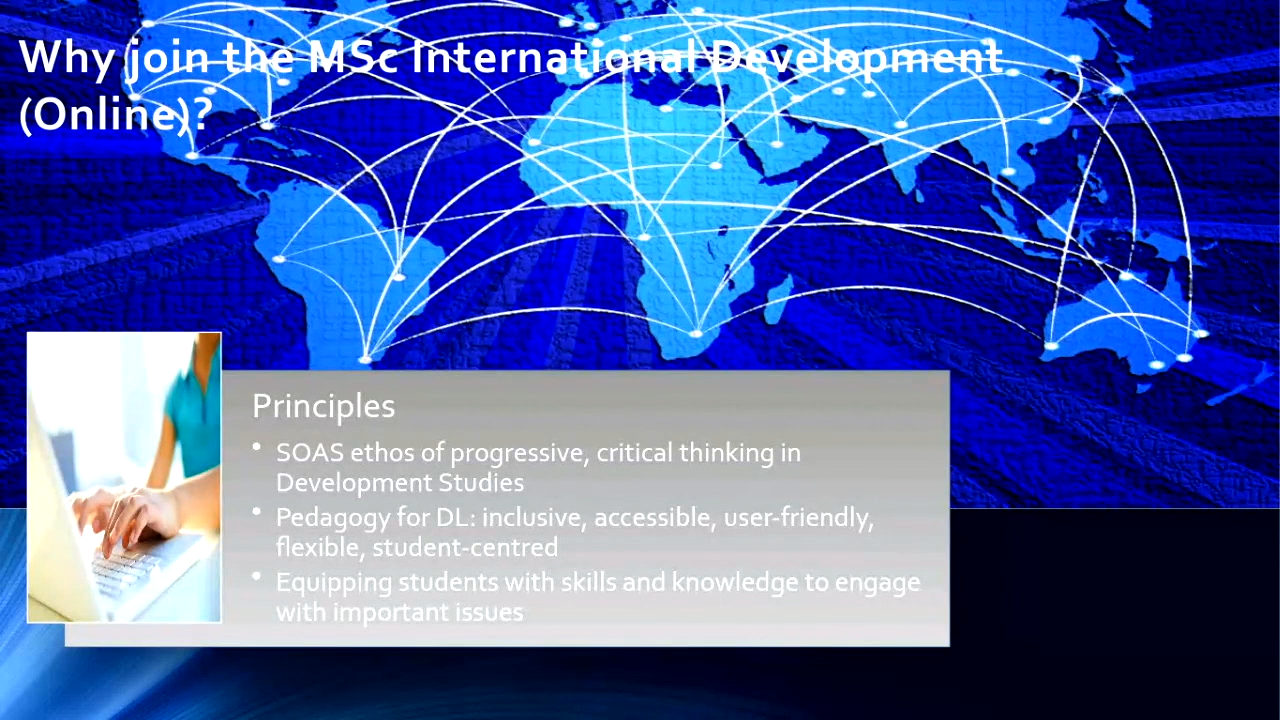 Why join the MSc International Development
(Online)?
Principles
• SOAS ethos of progressive, critical thinking in
Development Studies
• Pedagogy for DL: inclusive, accessible, user-friendly,
flexible, student-centred
• Equipping students with skills and knowledge to engage
with important issues